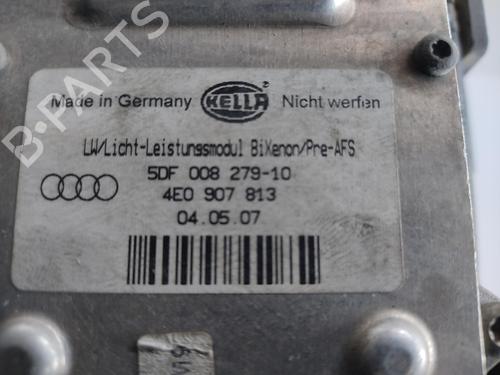 B-PARTS
Made in Germany HELLA Nicht werfen
LW/Licht-Leistungsmodul BiXenon/Pre-AFS
5DF 008 279-10
4E0 907 813
04.05.07